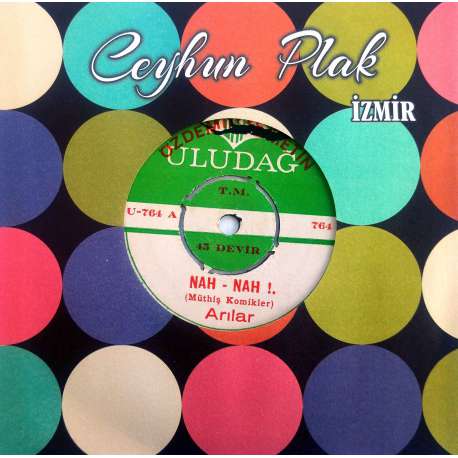 Ceyhun Plak
İZMİR
ULUDAĞ
T.M.
U-764 A
764
45 DEVİR
NAH - NAH !.
(Müthiş Komikler)
Arılar